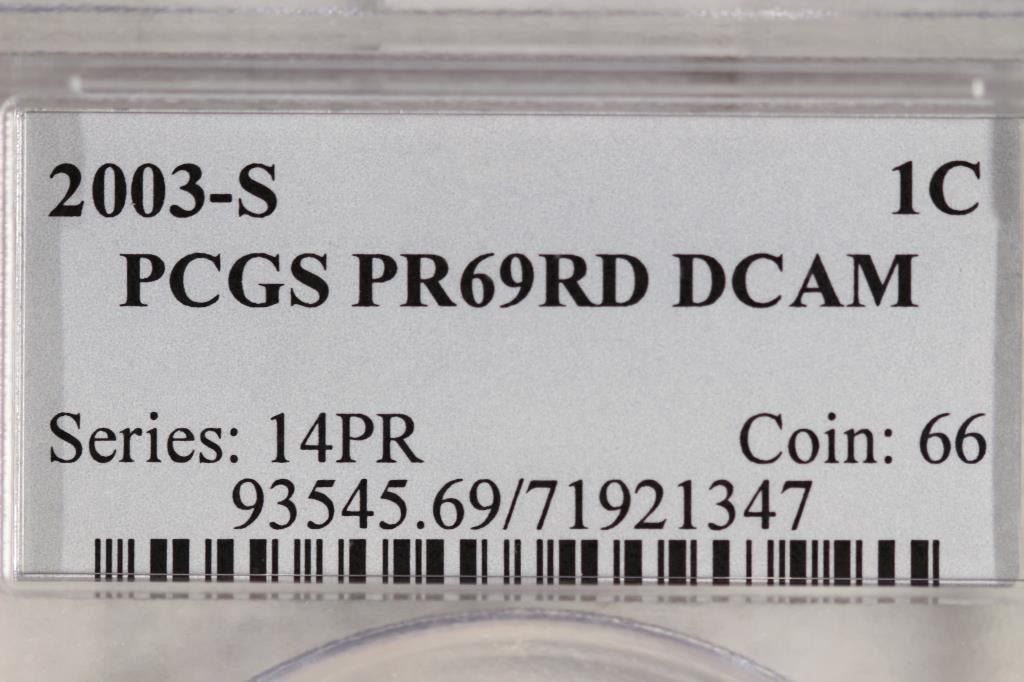 2003-S 1C
PCGS PR69RD DCAM
Series: 14PR Coin: 66
93545.69/71921347